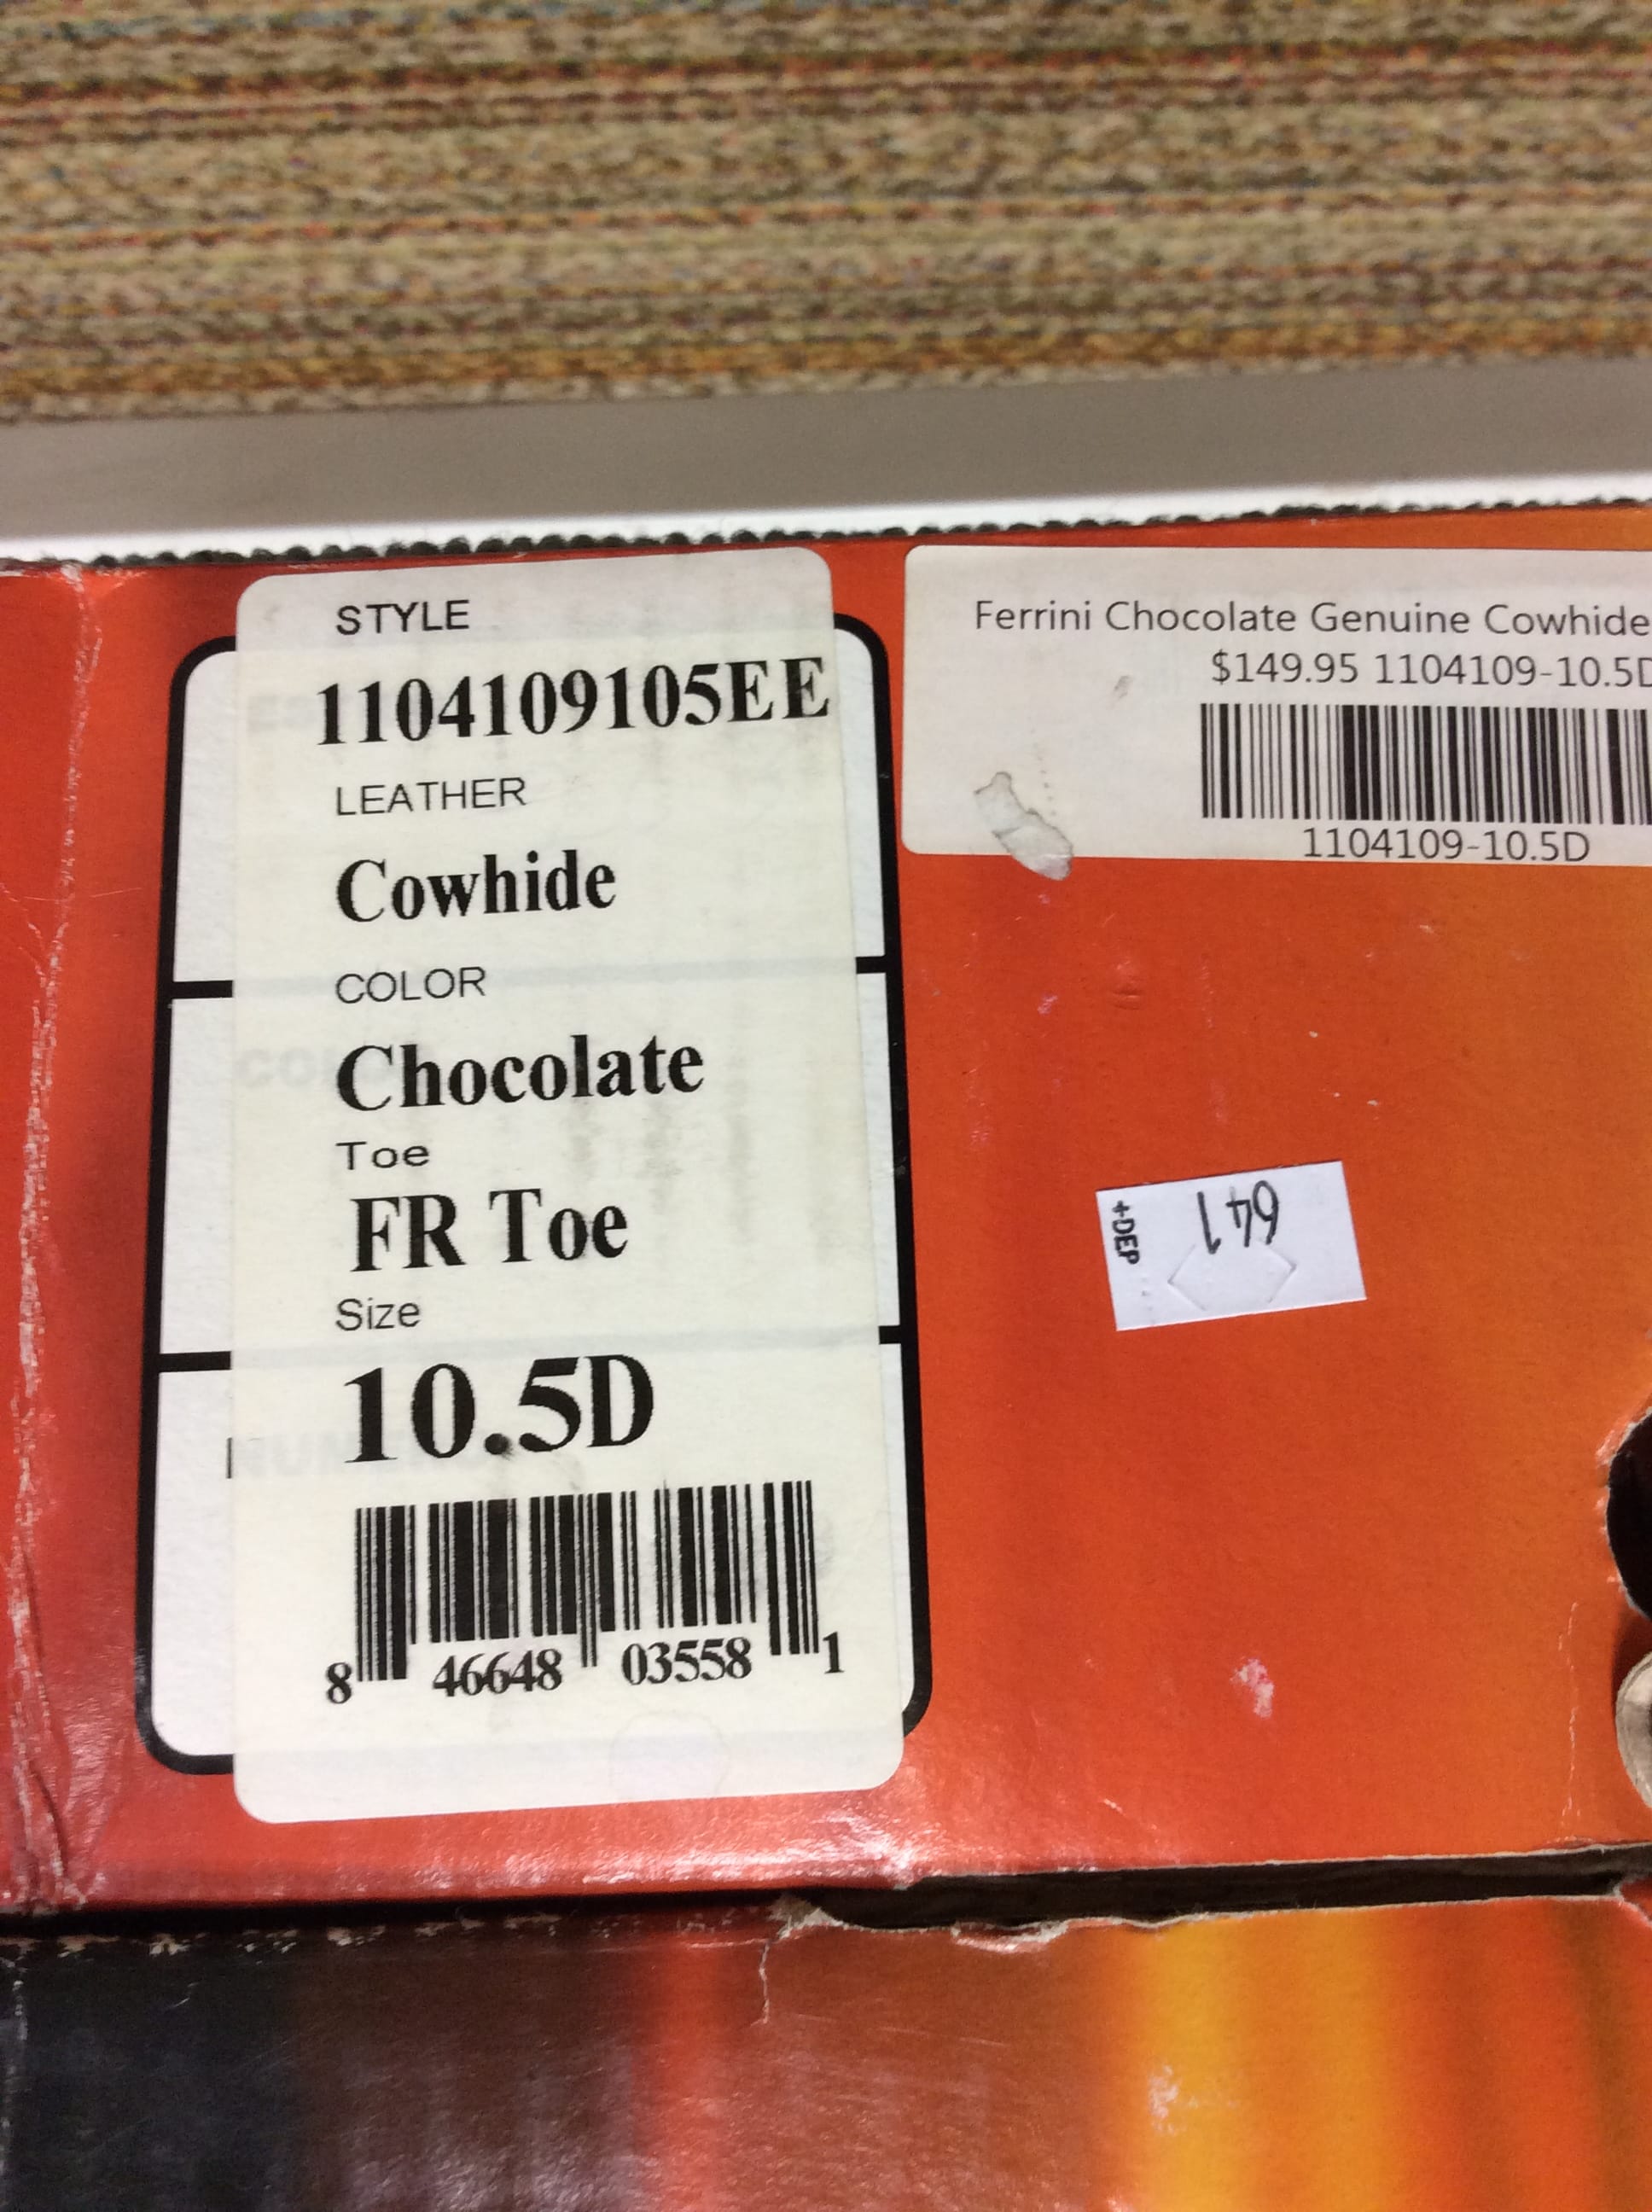 STYLE
1104109105EE
LEATHER
Cowhide
COLOR
Chocolate
Toe
FR Toe
Size
10.5D
8 46648 03558 1
Ferrini Chocolate Genuine Cowhide
$149.95 1104109-10.5D
1104109-10.5D
+DEP
641